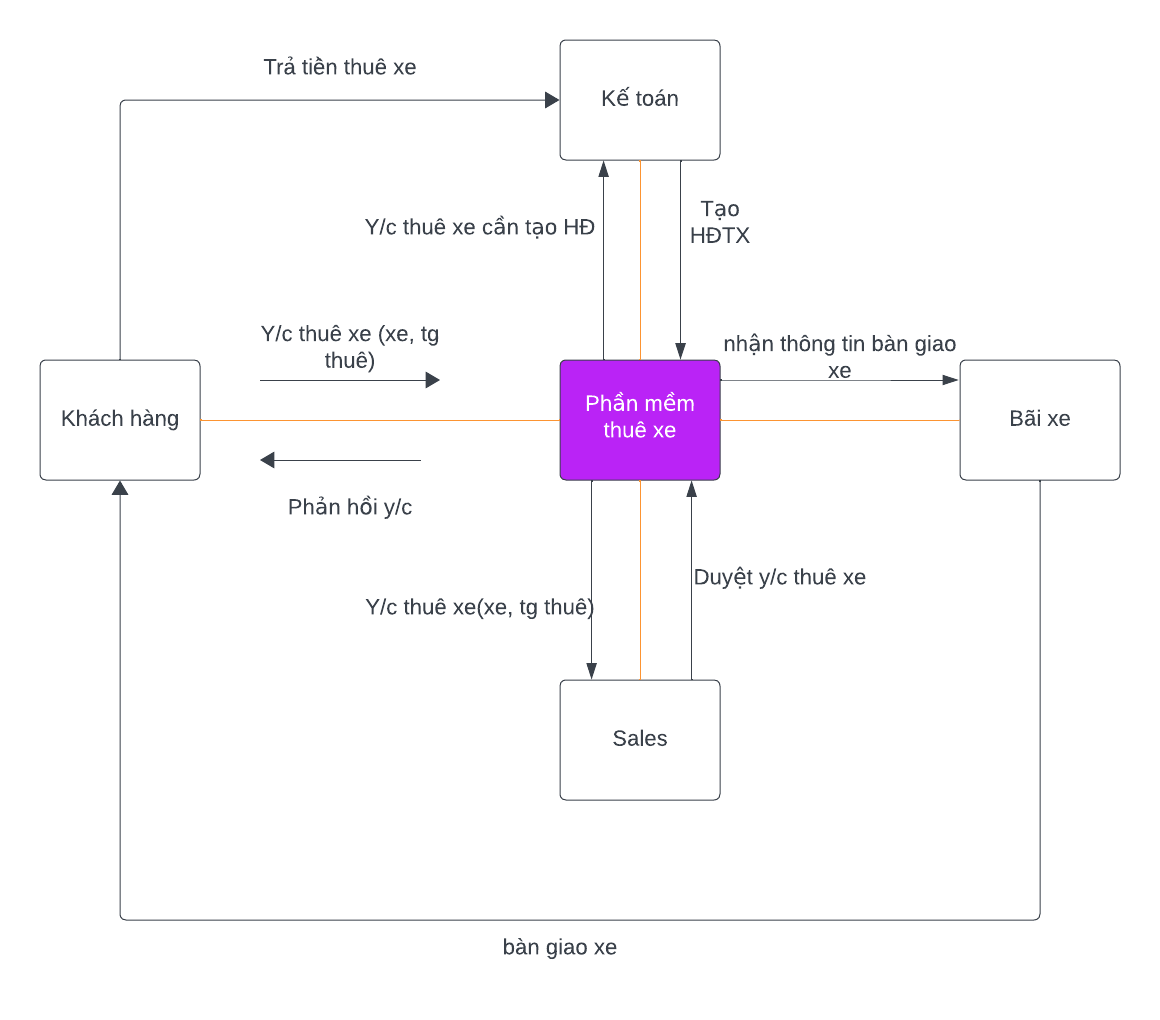 Trả tiền thuê xe
Kế toán
Y/c thuê xe cần tạo HĐ
Tạo
HĐTX
Y/c thuê xe (xe, tg
thuê)
nhận thông tin bàn giao
xe
Khách hàng
Phần mềm
thuê xe
Bãi xe
Phản hồi y/c
Duyệt y/c thuê xe
Y/c thuê xe(xe, tg thuê)
Sales
bàn giao xe